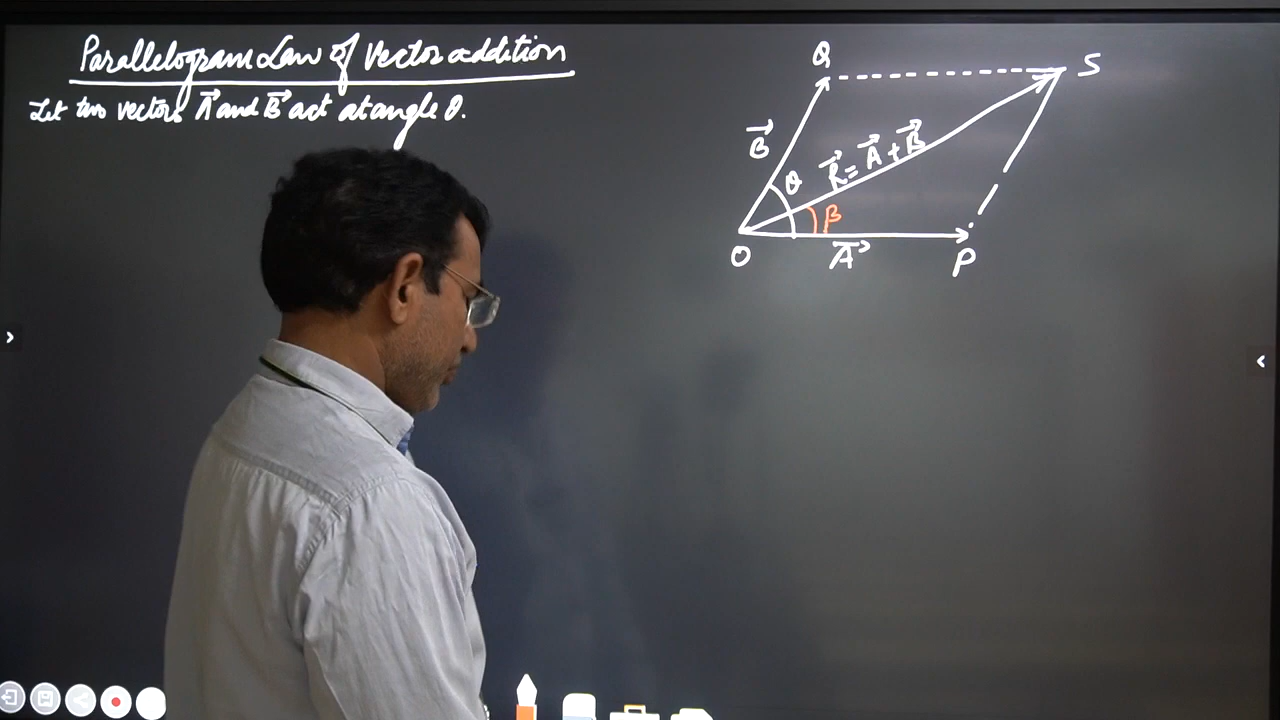 Parallelogram Law of Vector addition
Let two vectors A⃗ and B⃗ act at angle θ.
Q
S
B⃗
θ
R⃗ = A⃗ + B⃗
β
O
A⃗
P